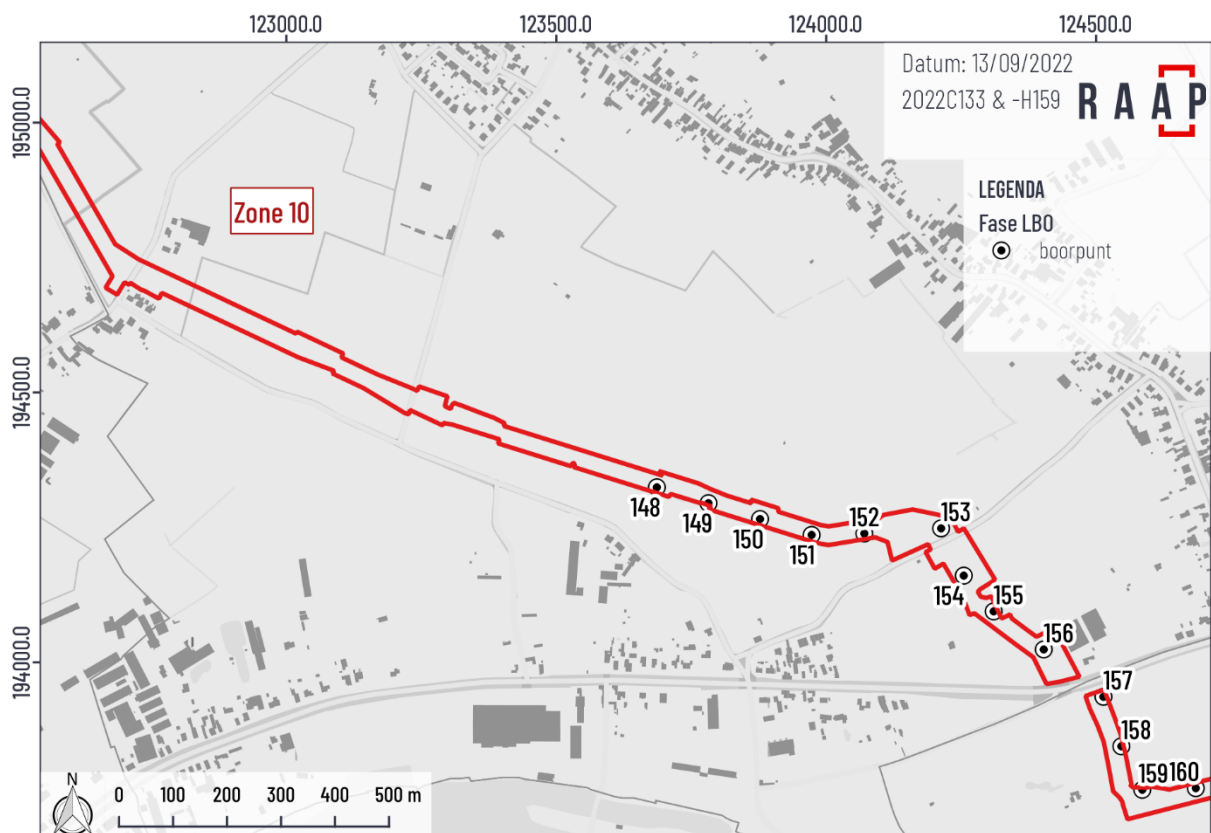 123000.0 123500.0 124000.0 124500.0
Datum: 13/09/2022
2022C133 & -H159
RAAP
195000.0
LEGENDA
Fase LBO
boorpunt
Zone 10
194500.0
148
149
150
151
152
153
154
155
156
194000.0
157
158
159
160
N
0 100 200 300 400 500 m